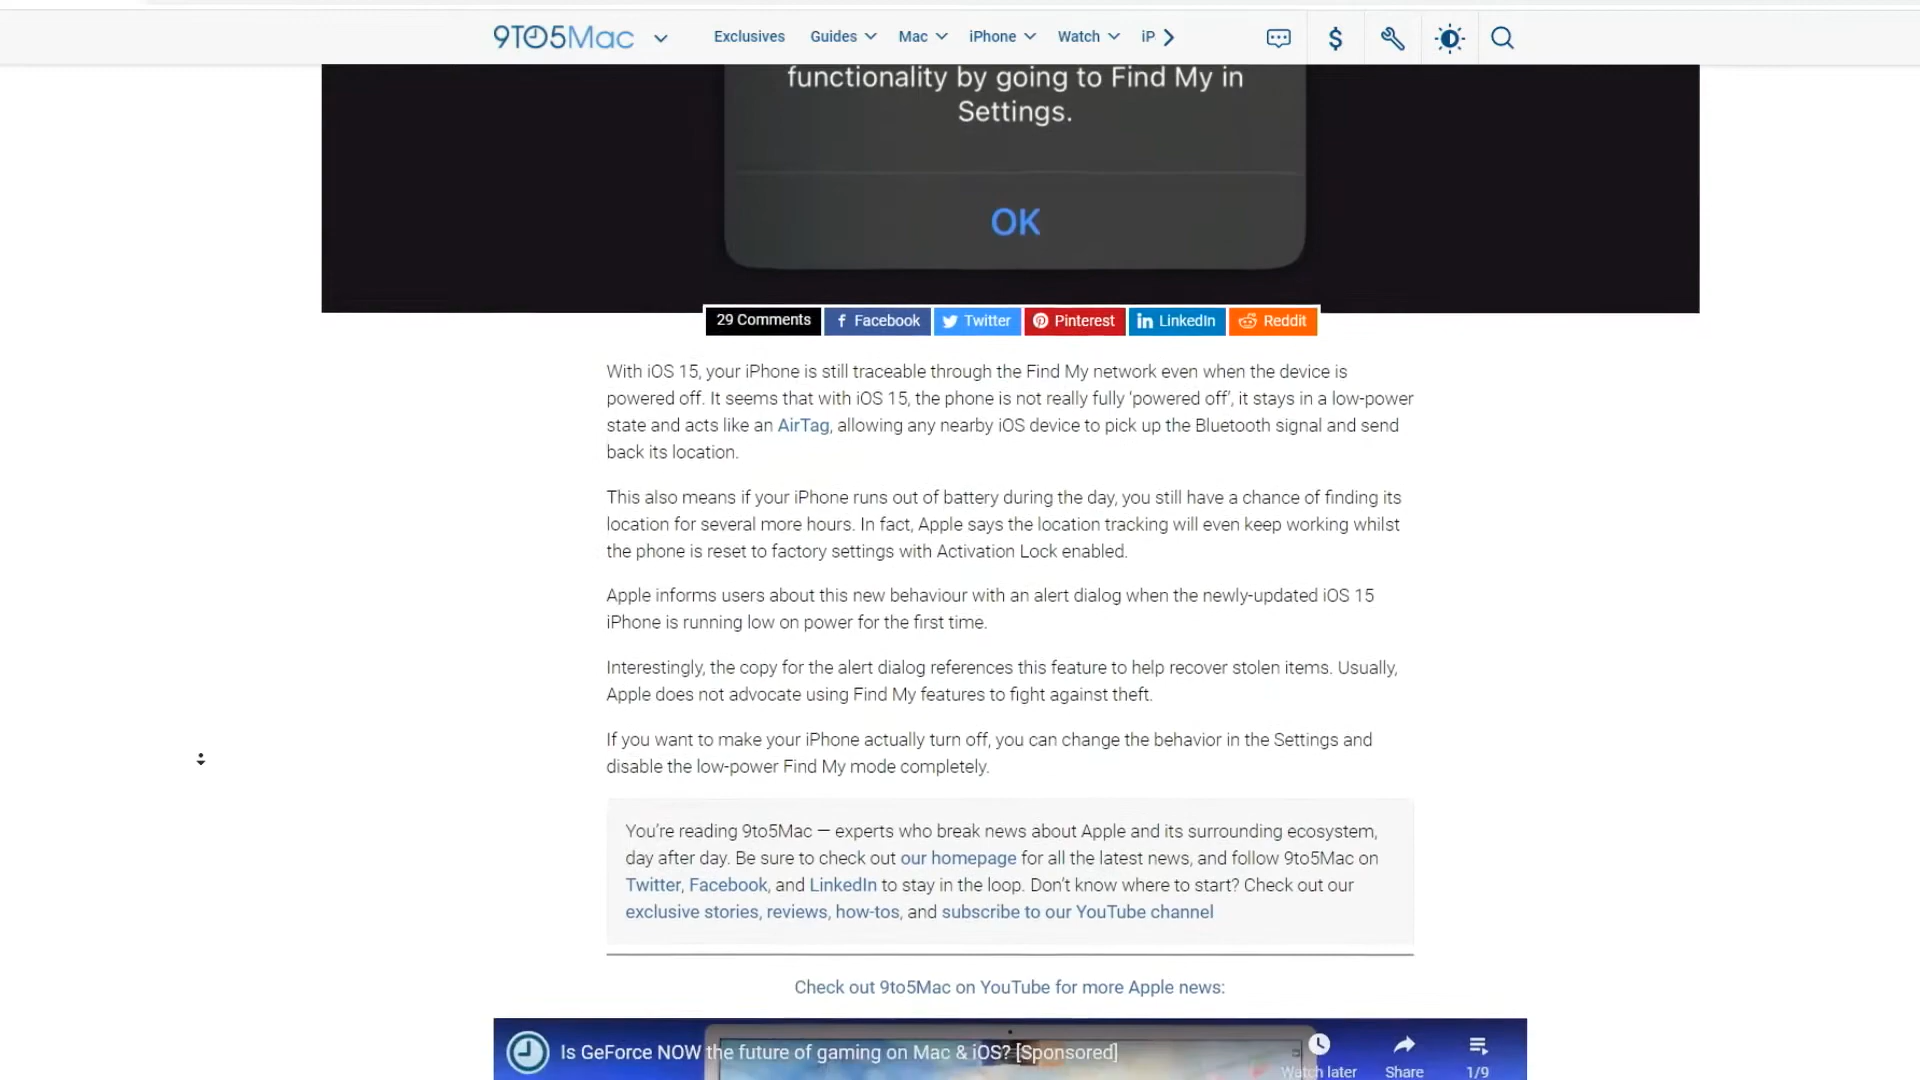 9TO5Mac Exclusives Guides Mac iPhone Watch iP
functionality by going to Find My in
Settings.
OK
29 Comments Facebook Twitter Pinterest LinkedIn Reddit
With iOS 15, your iPhone is still traceable through the Find My network even when the device is
powered off. It seems that with iOS 15, the phone is not really fully ‘powered off’, it stays in a low-power
state and acts like an AirTag, allowing any nearby iOS device to pick up the Bluetooth signal and send
back its location.
This also means if your iPhone runs out of battery during the day, you still have a chance of finding its
location for several more hours. In fact, Apple says the location tracking will even keep working whilst
the phone is reset to factory settings with Activation Lock enabled.
Apple informs users about this new behaviour with an alert dialog when the newly-updated iOS 15
iPhone is running low on power for the first time.
Interestingly, the copy for the alert dialog references this feature to help recover stolen items. Usually,
Apple does not advocate using Find My features to fight against theft.
If you want to make your iPhone actually turn off, you can change the behavior in the Settings and
disable the low-power Find My mode completely.
You’re reading 9to5Mac — experts who break news about Apple and its surrounding ecosystem,
day after day. Be sure to check out our homepage for all the latest news, and follow 9to5Mac on
Twitter, Facebook, and LinkedIn to stay in the loop. Don’t know where to start? Check out our
exclusive stories, reviews, how-tos, and subscribe to our YouTube channel
Check out 9to5Mac on YouTube for more Apple news:
Is GeForce NOW the future of gaming on Mac & iOS? [Sponsored]
Watch later Share 1/9